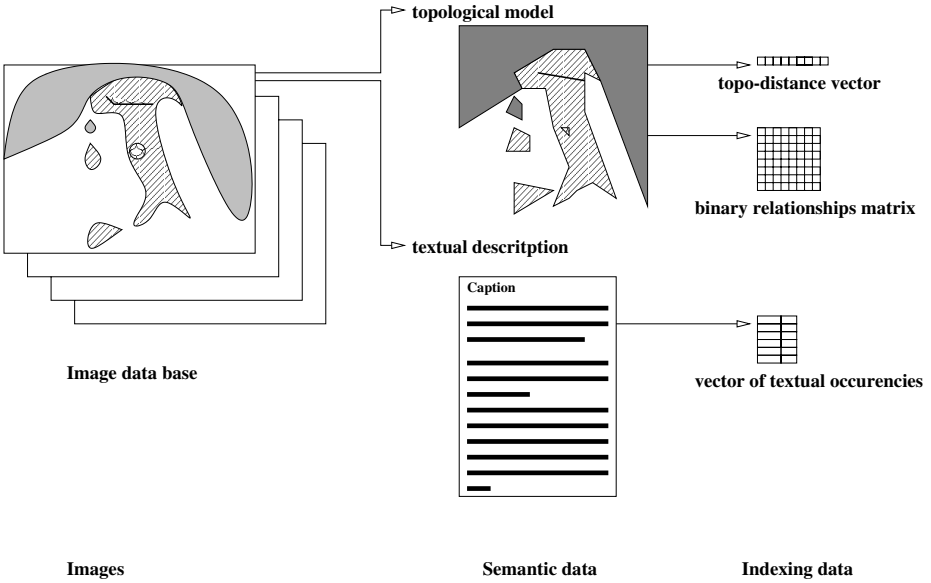 topological model
topo-distance vector
binary relationships matrix
textual descritption
Caption
Image data base
vector of textual occurencies
Images
Semantic data
Indexing data